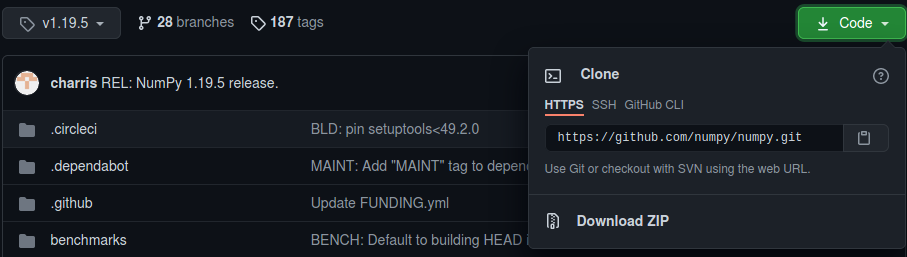 v1.19.5 28 branches 187 tags Code
charris REL: NumPy 1.19.5 release.
Clone
HTTPS SSH GitHub CLI
https://github.com/numpy/numpy.git
Use Git or checkout with SVN using the web URL.
Download ZIP
.circleci BLD: pin setuptools<49.2.0
.dependabot MAINT: Add "MAINT" tag to
.github Update FUNDING.yml
benchmarks BENCH: Default to building HEAD